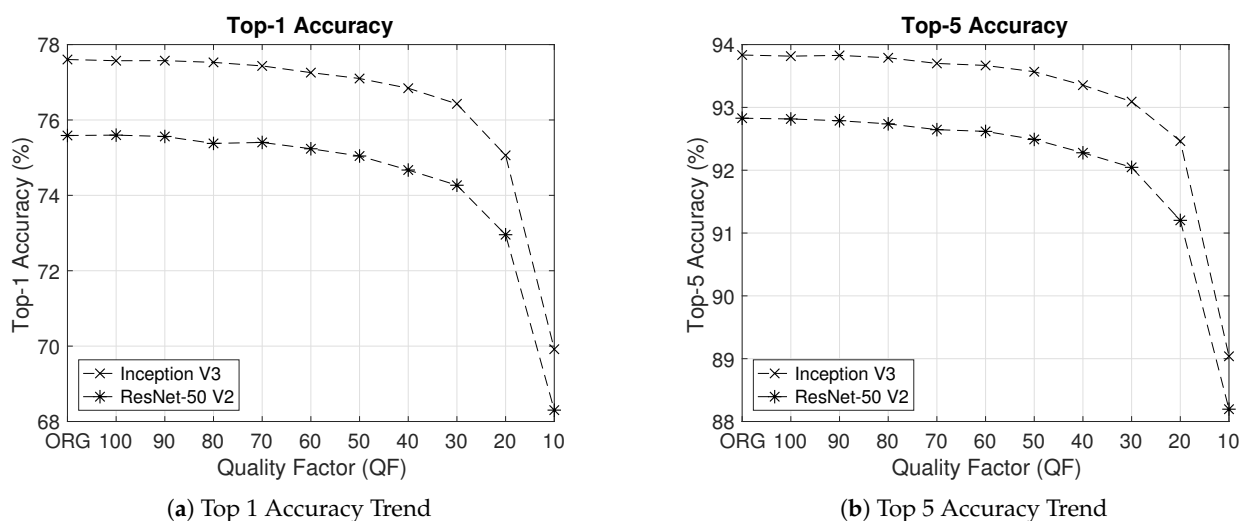 Top-1 Accuracy
78
76
74
72
70
68
Top-1 Accuracy (%)
Inception V3
ResNet-50 V2
ORG 100 90 80 70 60 50 40 30 20 10
Quality Factor (QF)
(a) Top 1 Accuracy Trend
Top-5 Accuracy
94
93
92
91
90
89
88
Top-5 Accuracy (%)
Inception V3
ResNet-50 V2
ORG 100 90 80 70 60 50 40 30 20 10
Quality Factor (QF)
(b) Top 5 Accuracy Trend